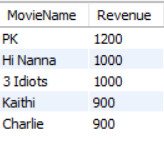 MovieName Revenue
PK 1200
Hi Nanna 1000
3 Idiots 1000
Kaithi 900
Charlie 900